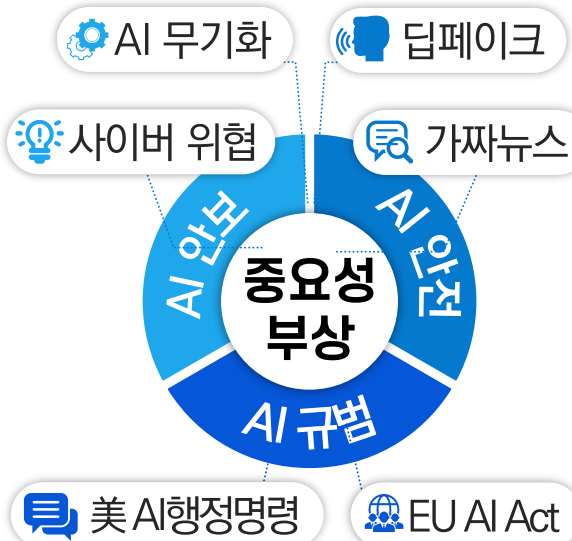 AI 무기화
딥페이크
사이버 위협
가짜뉴스
AI 안보
AI 안전
중요성
부상
AI 규범
美 AI행정명령
EU AI Act